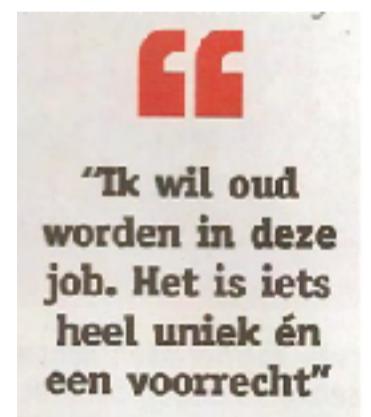 “Ik wil oud
worden in deze
job. Het is iets
heel uniek én
een voorrecht”